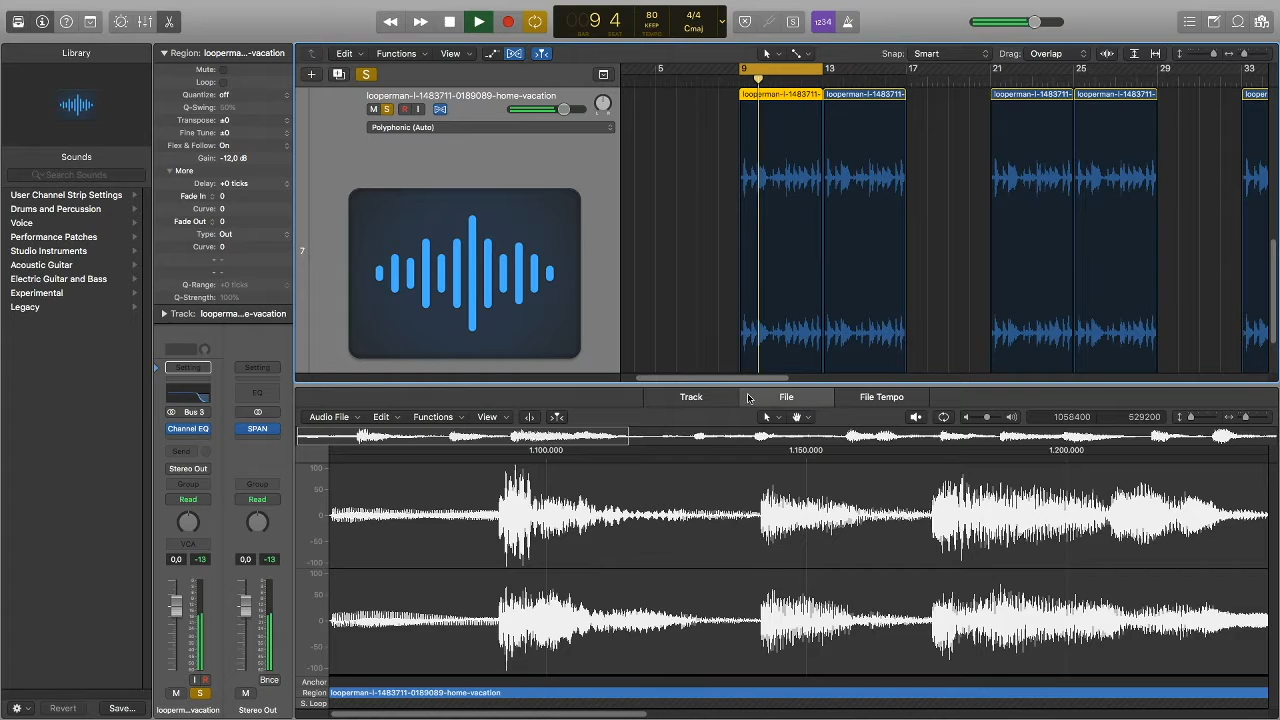 9 4
BAR BEAT
80
KEEP
TEMPO
4/4
Cmaj
S
1234
Library
Region: looperman-l...e-vacation
Edit
Functions
View
Snap: Smart
Drag: Overlap
Mute:
Loop:
Quantize: off
Q-Swing: 50%
Transpose: ±0
Fine Tune: ±0
Flex & Follow: On
Gain: -12,0 dB
More
Delay: +0 ticks
Fade In 0
Curve: 0
Fade Out 0
Type: Out
Curve: 0
Q-Range: +0 ticks
Q-Strength: 100%
Track: looperma...e-vacation
S
5 9 13 17 21 25 29 33
looperman-l-1483711-0189089-home-vacation
M S R I
L R
Polyphonic (Auto)
7
looperman-l-1483711- looperman-l-1483711- looperman-l-1483711- looperman-l-1483711- looper
Sounds
Search Sounds
User Channel Strip Settings
Drums and Percussion
Voice
Performance Patches
Studio Instruments
Acoustic Guitar
Electric Guitar and Bass
Experimental
Legacy
Setting Setting
EQ
Bus 3
Channel EQ SPAN
Send
Stereo Out
Group Group
Read Read
VCA
0,0 -13 0,0 -13
I R Bnce
M S M
looperm...vacation Stereo Out
Revert Save...
Track File File Tempo
Audio File
Edit
Functions
View
1058400 529200
1.100.000 1.150.000 1.200.000
100
50
0
-50
-100
100
50
0
-50
-100
Anchor
Region looperman-l-1483711-0189089-home-vacation
S. Loop